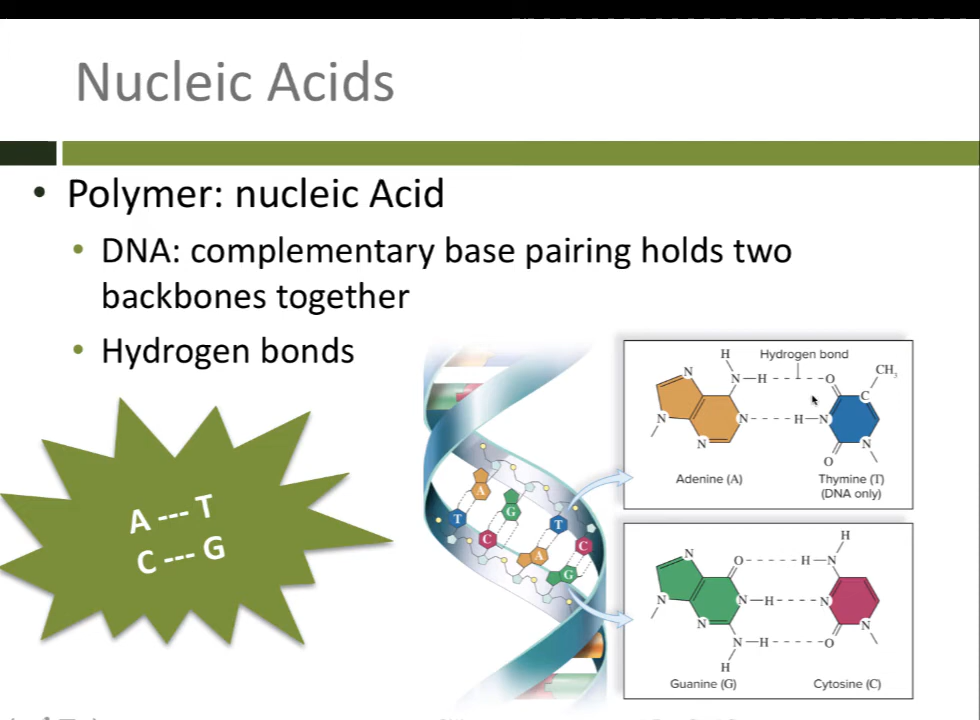 Nucleic Acids
• Polymer: nucleic Acid
• DNA: complementary base pairing holds two
backbones together
• Hydrogen bonds
A --- T
C --- G
A
G
T
T
C
C
A
G
H
Hydrogen bond
N
N—H
O
CH3
C
N
N
H—N
N
N
O
Adenine (A)
Thymine (T)
(DNA only)
H
N
O
H—N
N
N—H
N
N
N
N—H
O
H
Guanine (G)
Cytosine (C)